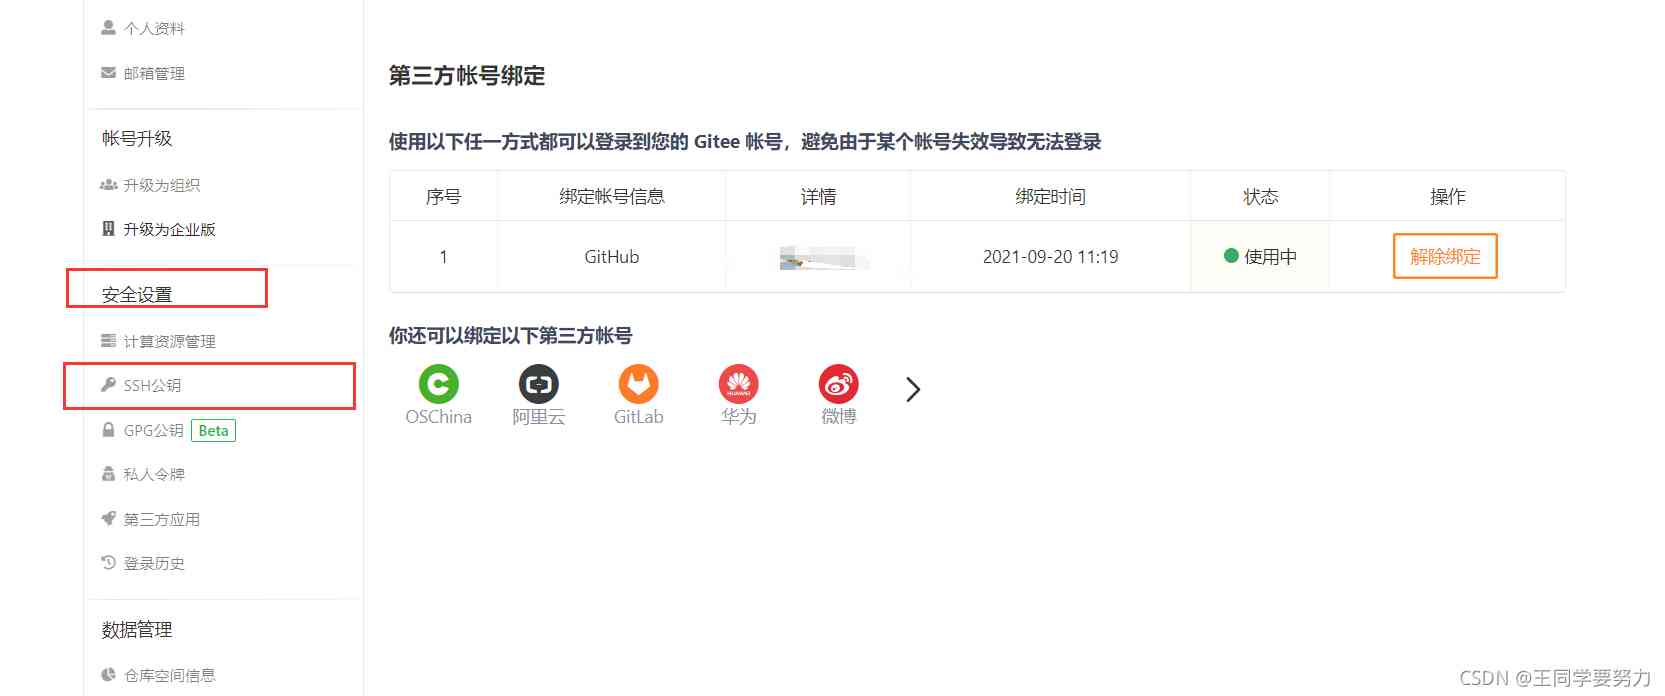 个人资料
邮箱管理
帐号升级
升级为组织
升级为企业版
安全设置
计算资源管理
SSH公钥
GPG公钥 Beta
私人令牌
第三方应用
登录历史
数据管理
仓库空间信息
第三方帐号绑定
使用以下任一方式都可以登录到您的 Gitee 帐号，避免由于某个帐号失效导致无法登录
序号 绑定帐号信息 详情 绑定时间 状态 操作
1 GitHub 2021-09-20 11:19 使用中 解除绑定
你还可以绑定以下第三方帐号
HUAWEI
OSChina 阿里云 GitLab 华为 微博
CSDN @王同学要努力